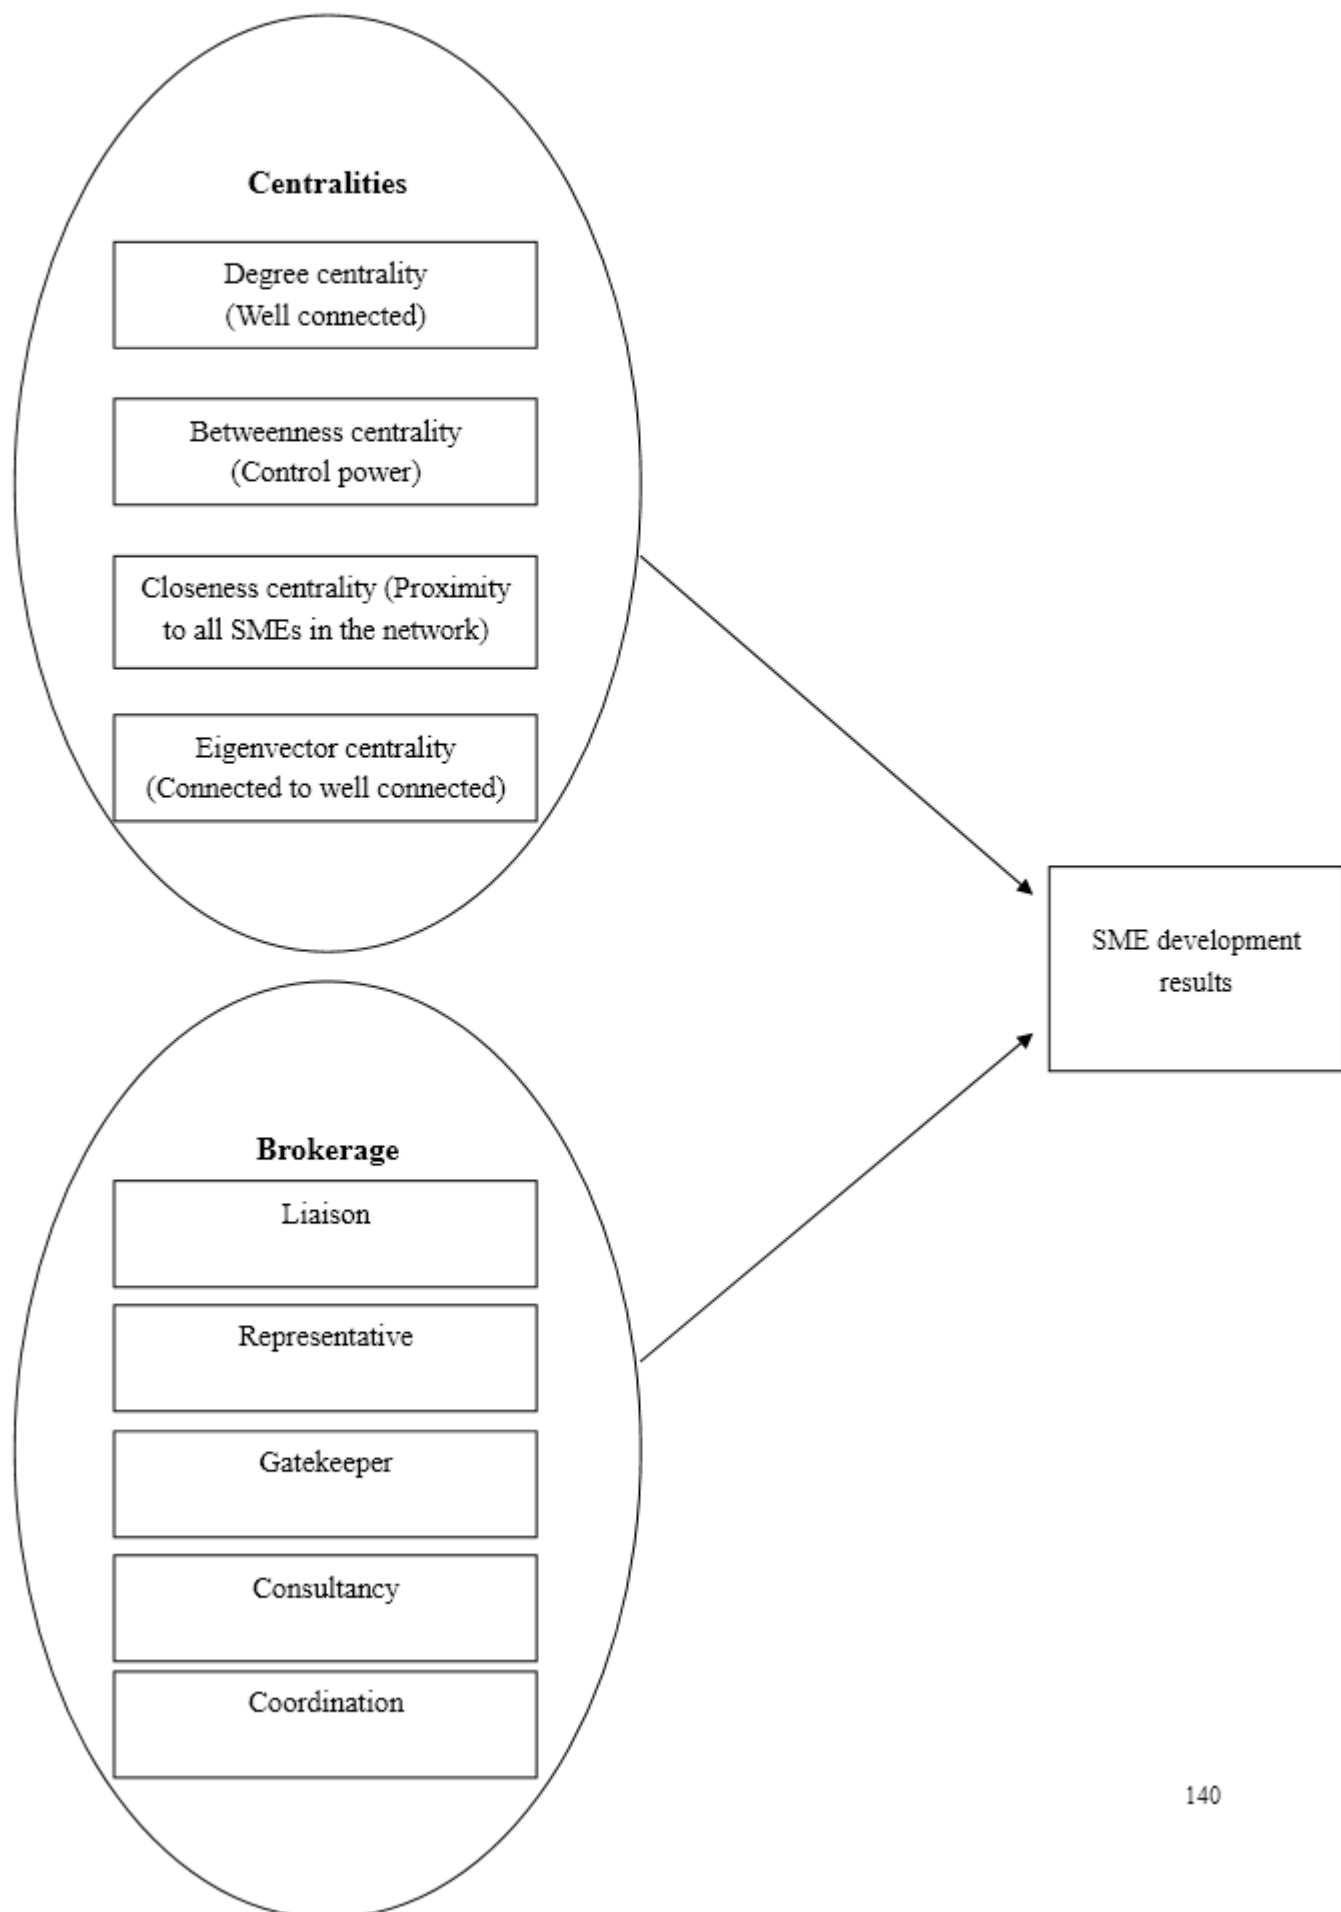 Centralities
Degree centrality
(Well connected)
Betweenness centrality
(Control power)
Closeness centrality (Proximity
to all SMEs in the network)
Eigenvector centrality
(Connected to well connected)
SME development
results
Brokerage
Liaison
Representative
Gatekeeper
Consultancy
Coordination
140